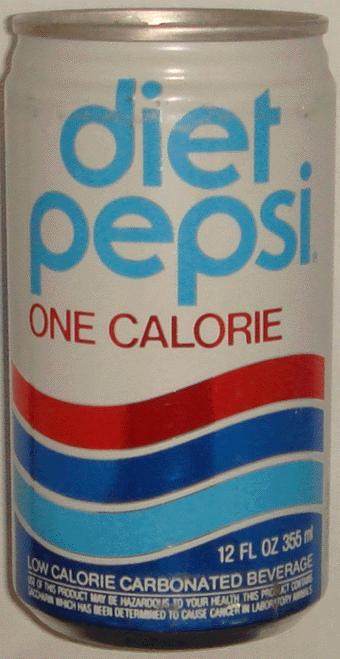 diet
pepsi
ONE CALORIE
12 FL OZ 355 ml
LOW CALORIE CARBONATED BEVERAGE
USE OF THIS PRODUCT MAY BE HAZARDOUS TO YOUR HEALTH THIS PRODUCT CONTAINS
SACCHARIN WHICH HAS BEEN DETERMINED TO CAUSE CANCER IN LABORATORY ANIMALS